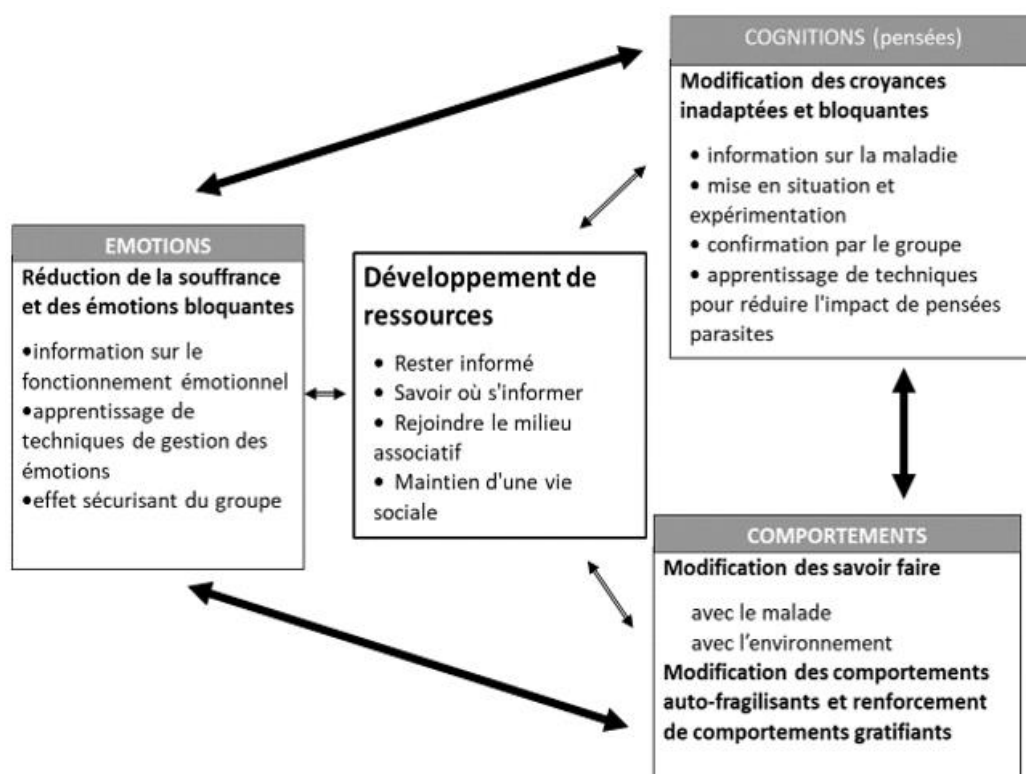 COGNITIONS (pensées)
Modification des croyances
inadaptées et bloquantes
• information sur la maladie
• mise en situation et
expérimentation
• confirmation par le groupe
• apprentissage de techniques
pour réduire l'impact de pensées
parasites
EMOTIONS
Réduction de la souffrance
et des émotions bloquantes
•information sur le
fonctionnement émotionnel
•apprentissage de
techniques de gestion des
émotions
•effet sécurisant du groupe
Développement de
ressources
• Rester informé
• Savoir où s'informer
• Rejoindre le milieu
associatif
• Maintien d'une vie
sociale
COMPORTEMENTS
Modification des savoir faire
avec le malade
avec l’environnement
Modification des comportements
auto-fragilisants et renforcement
de comportements gratifiants